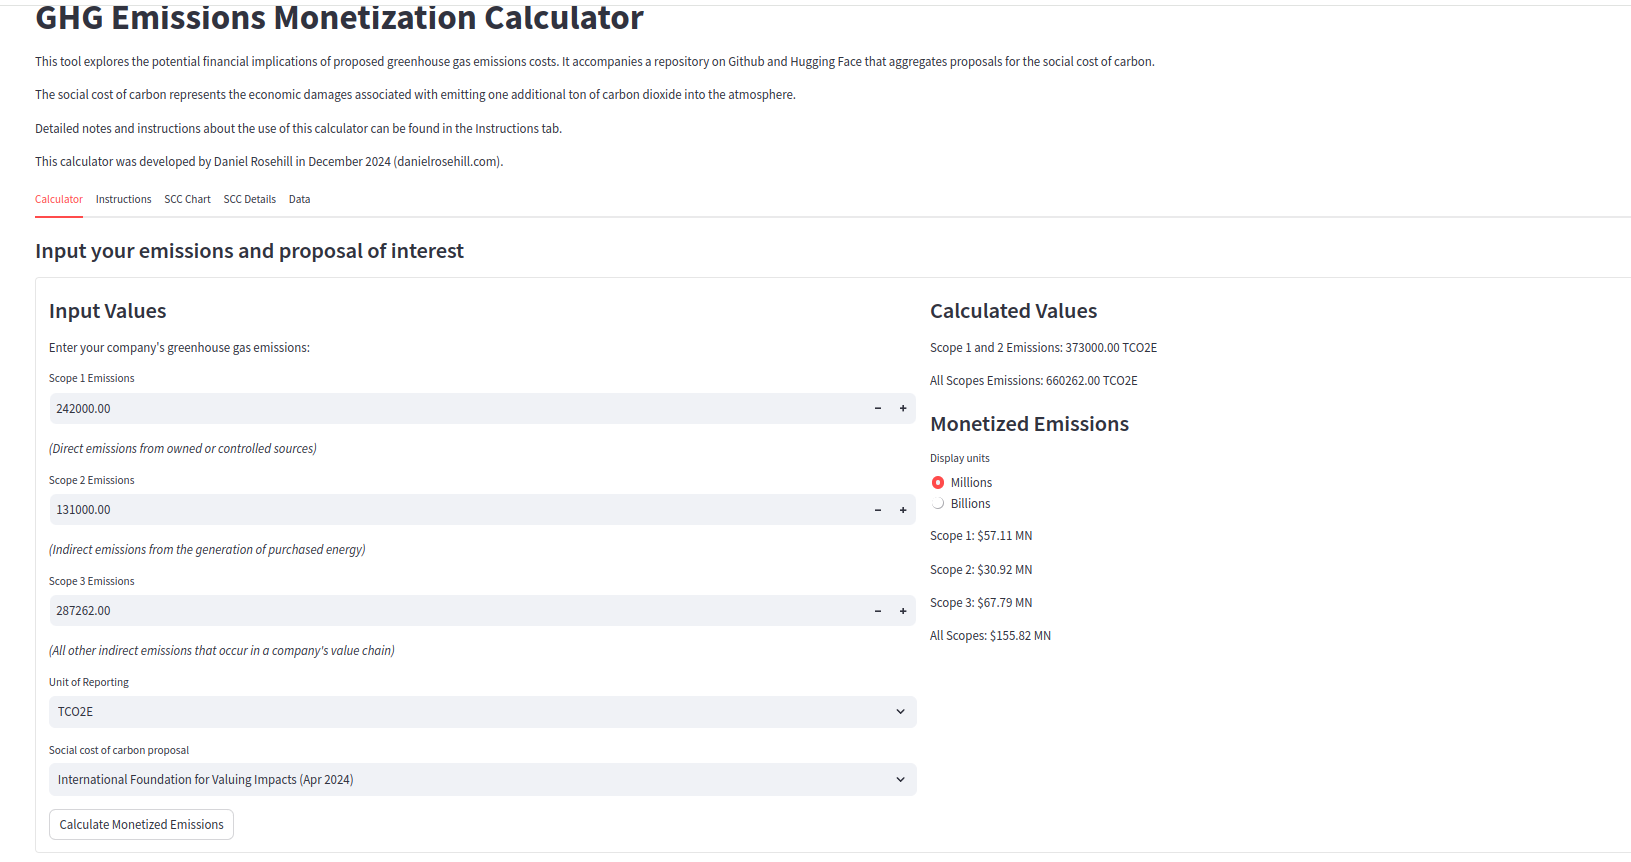 GHG Emissions Monetization Calculator
This tool explores the potential financial implications of proposed greenhouse gas emissions costs. It accompanies a repository on Github and Hugging Face that aggregates proposals for the social cost of carbon.
The social cost of carbon represents the economic damages associated with emitting one additional ton of carbon dioxide into the atmosphere.
Detailed notes and instructions about the use of this calculator can be found in the Instructions tab.
This calculator was developed by Daniel Rosehill in December 2024 (danielrosehill.com).
Calculator Instructions SCC Chart SCC Details Data
Input your emissions and proposal of interest
Input Values
Enter your company's greenhouse gas emissions:
Scope 1 Emissions
242000.00 − +
(Direct emissions from owned or controlled sources)
Scope 2 Emissions
131000.00 − +
(Indirect emissions from the generation of purchased energy)
Scope 3 Emissions
287262.00 − +
(All other indirect emissions that occur in a company's value chain)
Unit of Reporting
TCO2E
Social cost of carbon proposal
International Foundation for Valuing Impacts (Apr 2024)
Calculate Monetized Emissions
Calculated Values
Scope 1 and 2 Emissions: 373000.00 TCO2E
All Scopes Emissions: 660262.00 TCO2E
Monetized Emissions
Display units
Millions
Billions
Scope 1: $57.11 MN
Scope 2: $30.92 MN
Scope 3: $67.79 MN
All Scopes: $155.82 MN